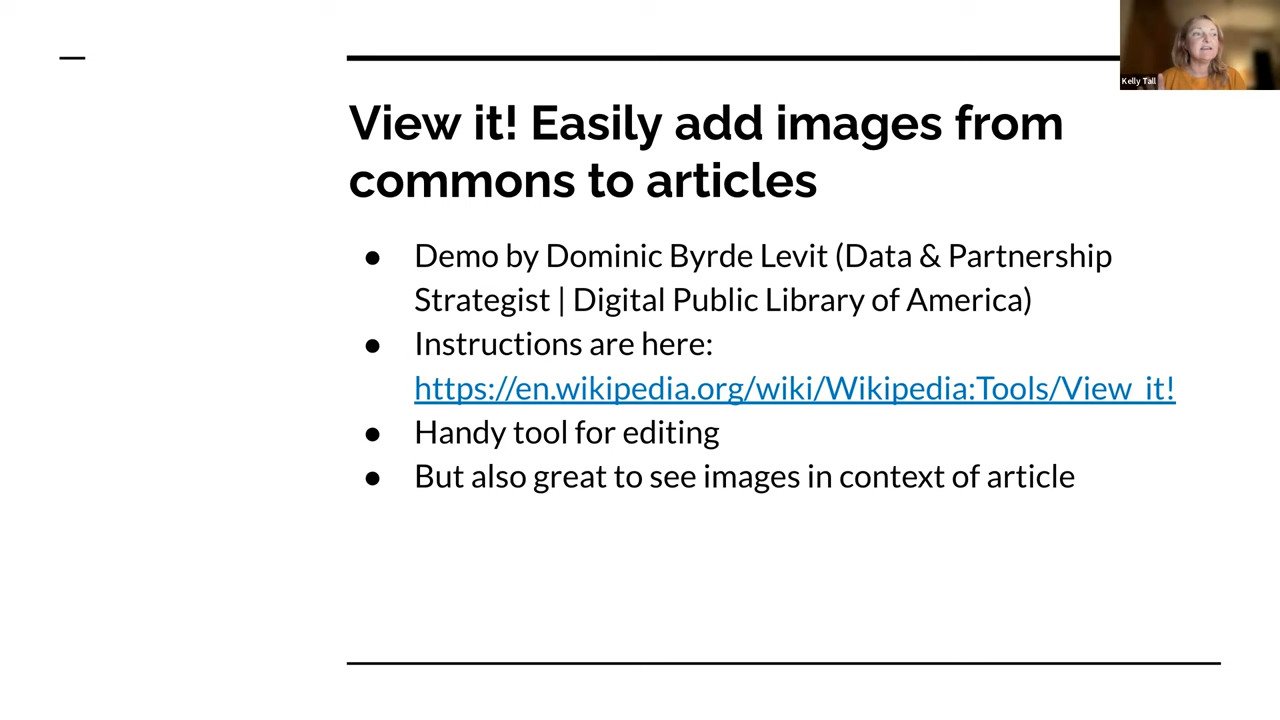 Kelly Tall
View it! Easily add images from
commons to articles
● Demo by Dominic Byrde Levit (Data & Partnership
Strategist | Digital Public Library of America)
● Instructions are here:
https://en.wikipedia.org/wiki/Wikipedia:Tools/View_it!
● Handy tool for editing
● But also great to see images in context of article